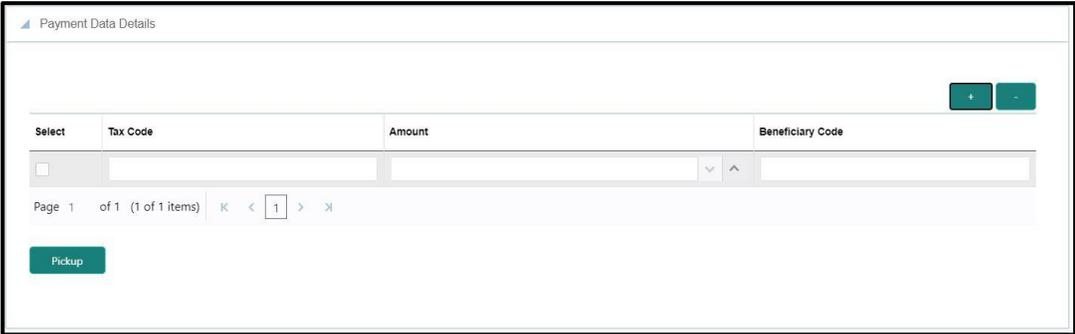 Payment Data Details
+ -
Select Tax Code Amount Beneficiary Code
Page 1 of 1 (1 of 1 items) K < 1 > >|
Pickup